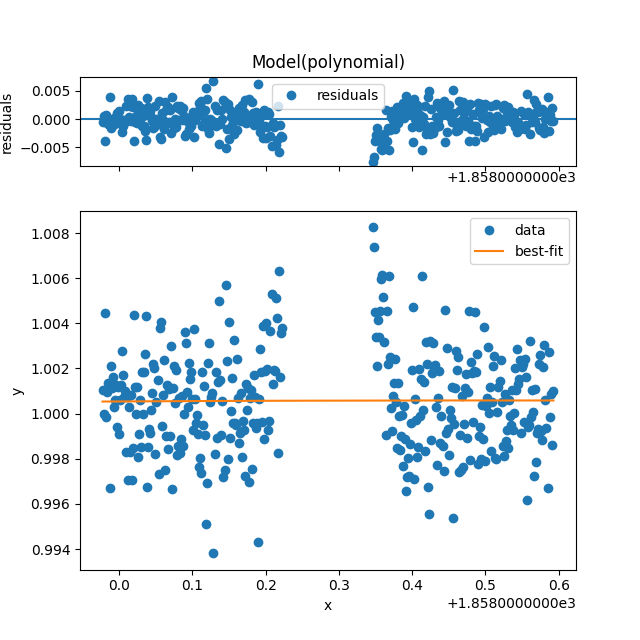 Model(polynomial)
residuals
0.005
0.000
−0.005
residuals
+1.8580000000e3
y
1.008
1.006
1.004
1.002
1.000
0.998
0.996
0.994
data
best-fit
0.0 0.1 0.2 0.3 0.4 0.5 0.6
x
+1.8580000000e3